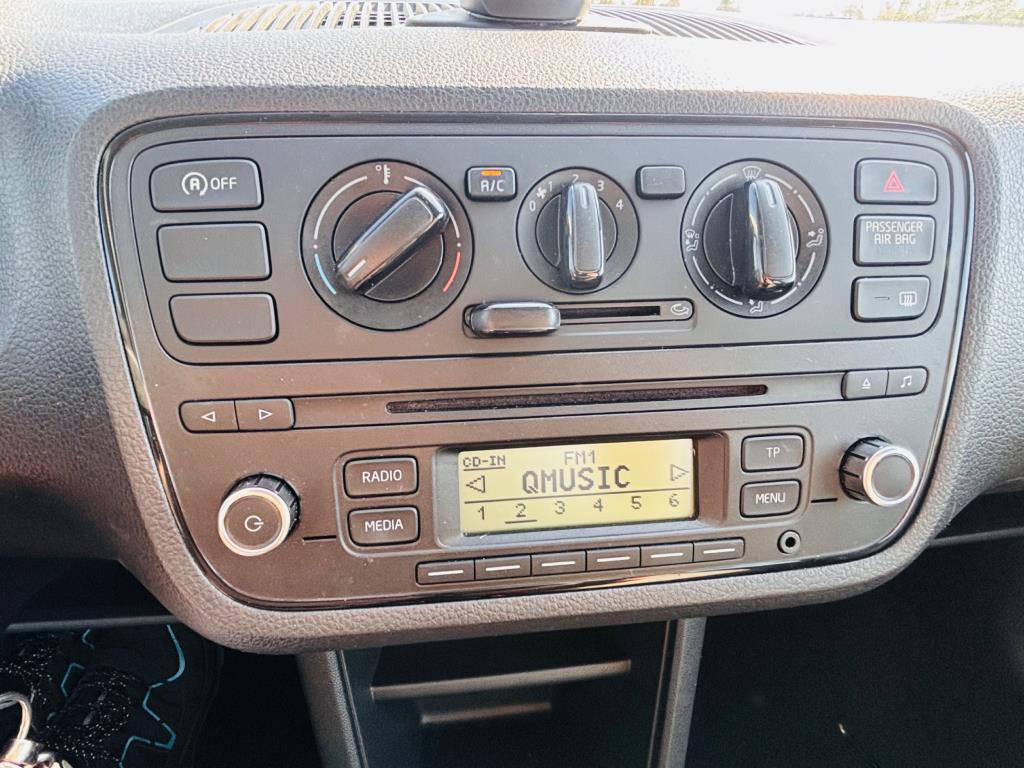 A OFF
A/C
0 1 2 3 4
PASSENGER
AIR BAG
RADIO
MEDIA
CD-IN FM1
QMUSIC
1 2 3 4 5 6
TP
MENU